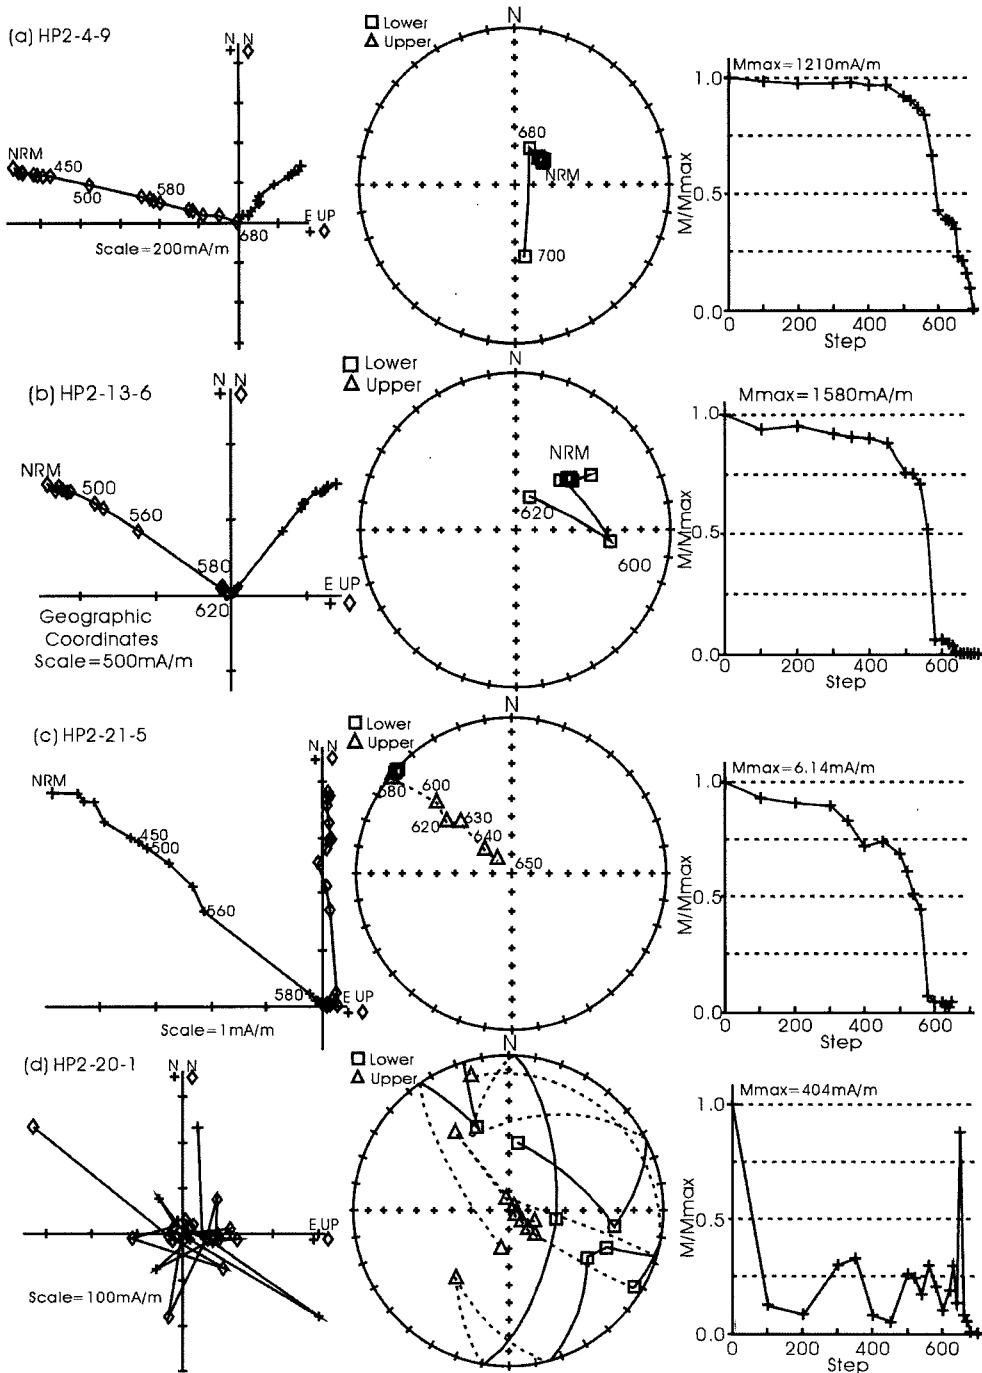 (a) HP2-4-9
N N
NRM
450
500
580
E UP
680
Scale=200mA/m
N
Lower
Upper
680
NRM
700
Mmax=1210mA/m
M/Mmax
1.0
0.5
0.0
0 200 400 600
Step
(b) HP2-13-6
N N
NRM
500
560
580
620
E UP
Geographic
Coordinates
Scale=500mA/m
N
Lower
Upper
NRM
620
600
Mmax=1580mA/m
M/Mmax
1.0
0.5
0.0
0 200 400 600
Step
(c) HP2-21-5
N N
NRM
450
500
560
580
E UP
Scale=1mA/m
N
Lower
Upper
580
600
620
630
640
650
Mmax=6.14mA/m
M/Mmax
1.0
0.5
0.0
0 200 400 600
Step
(d) HP2-20-1
N N
E UP
Scale=100mA/m
N
Lower
Upper
Mmax=404mA/m
M/Mmax
1.0
0.5
0.0
0 200 400 600
Step